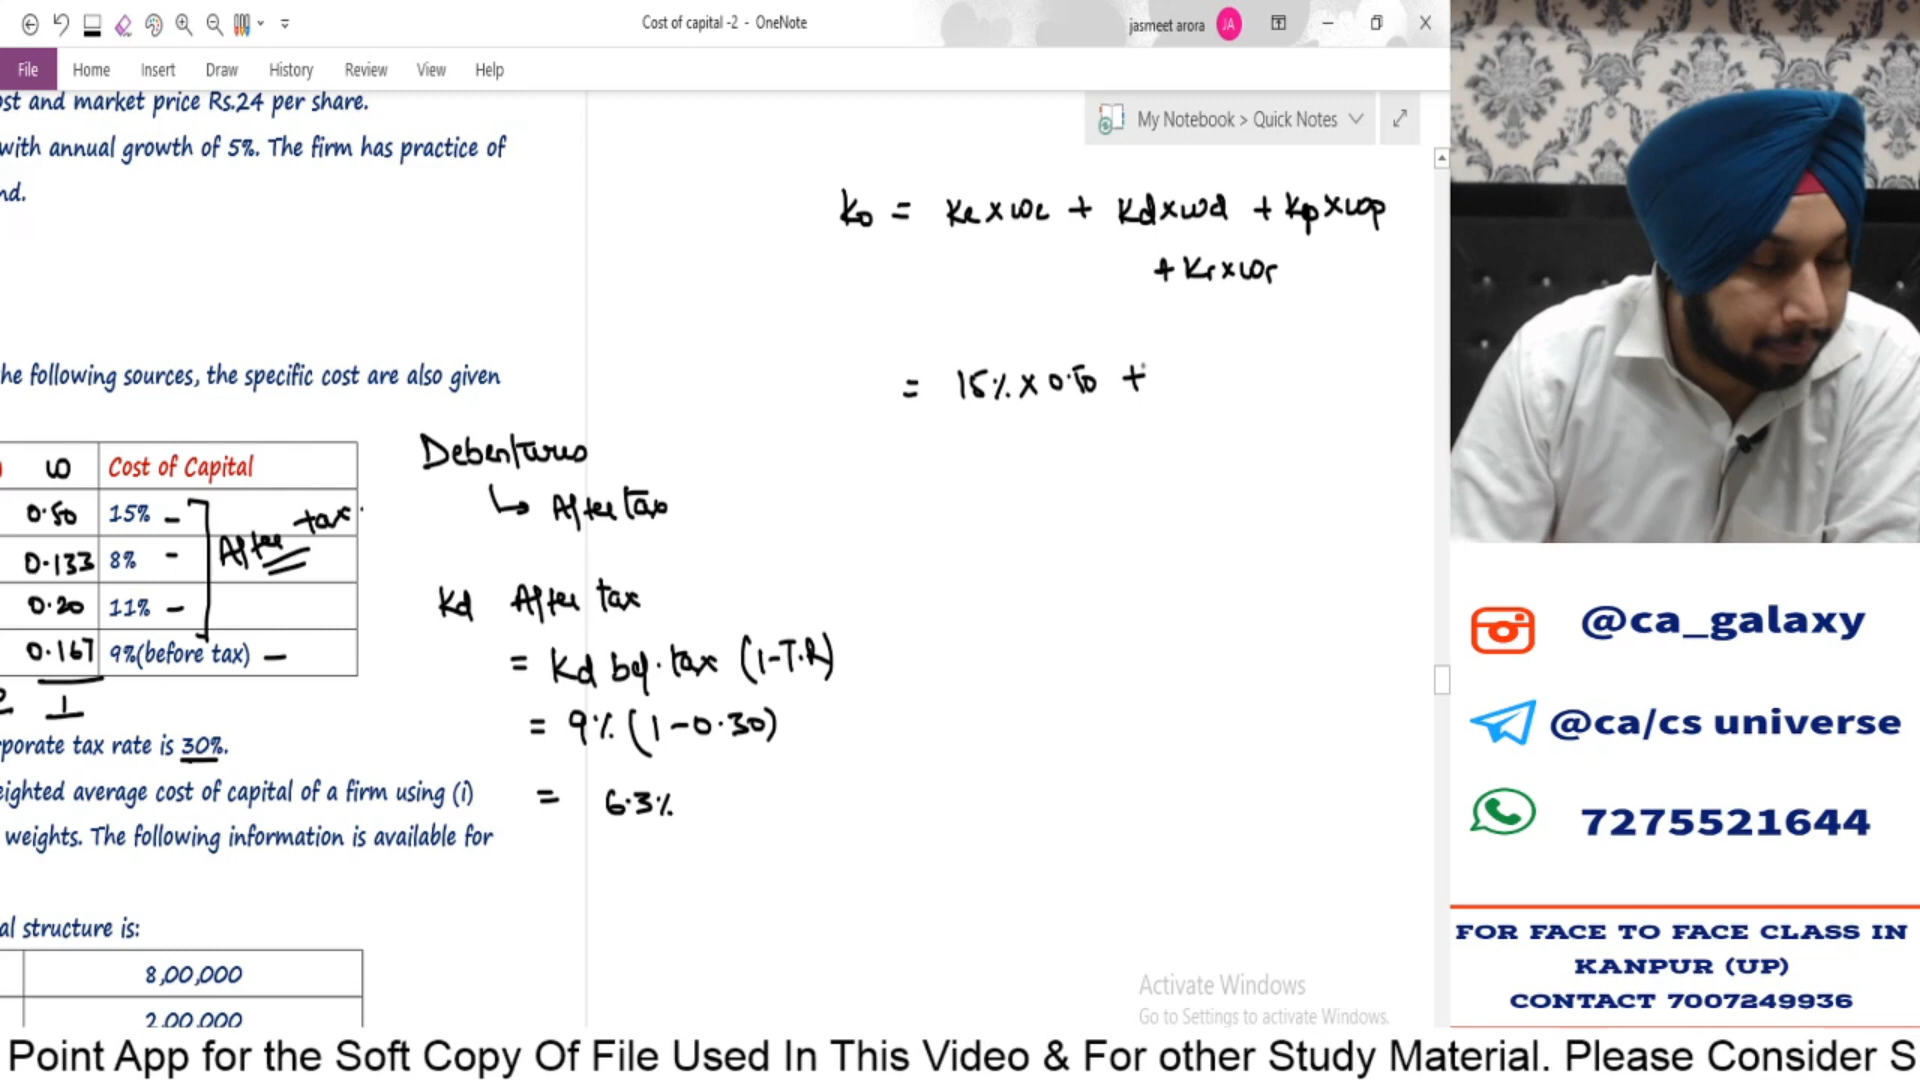 Cost of capital -2 - OneNote
jasmeet arora JA
File Home Insert Draw History Review View Help
ost and market price Rs.24 per share.
My Notebook > Quick Notes
with annual growth of 5%. The firm has practice of
nd.
Ko = Ke x we + Kd x wd + Kp x wp
+ Kr x wr
he following sources, the specific cost are also given
= 15% x 0.50 +
Debentures
↳ After tax
ω Cost of Capital
0.50 15% -
After tax
0.133 8% -
0.20 11% -
0.167 9%(before tax) -
1
Kd After tax
= Kd bef. tax (1-T.R)
= 9% (1-0.30)
= 6.3%
porate tax rate is 30%.
eighted average cost of capital of a firm using (i)
weights. The following information is available for
al structure is:
8,00,000
2,00,000
Activate Windows
Go to Settings to activate Windows.
@ca_galaxy
@ca/cs universe
7275521644
FOR FACE TO FACE CLASS IN
KANPUR (UP)
CONTACT 7007249936
Point App for the Soft Copy Of File Used In This Video & For other Study Material. Please Consider S